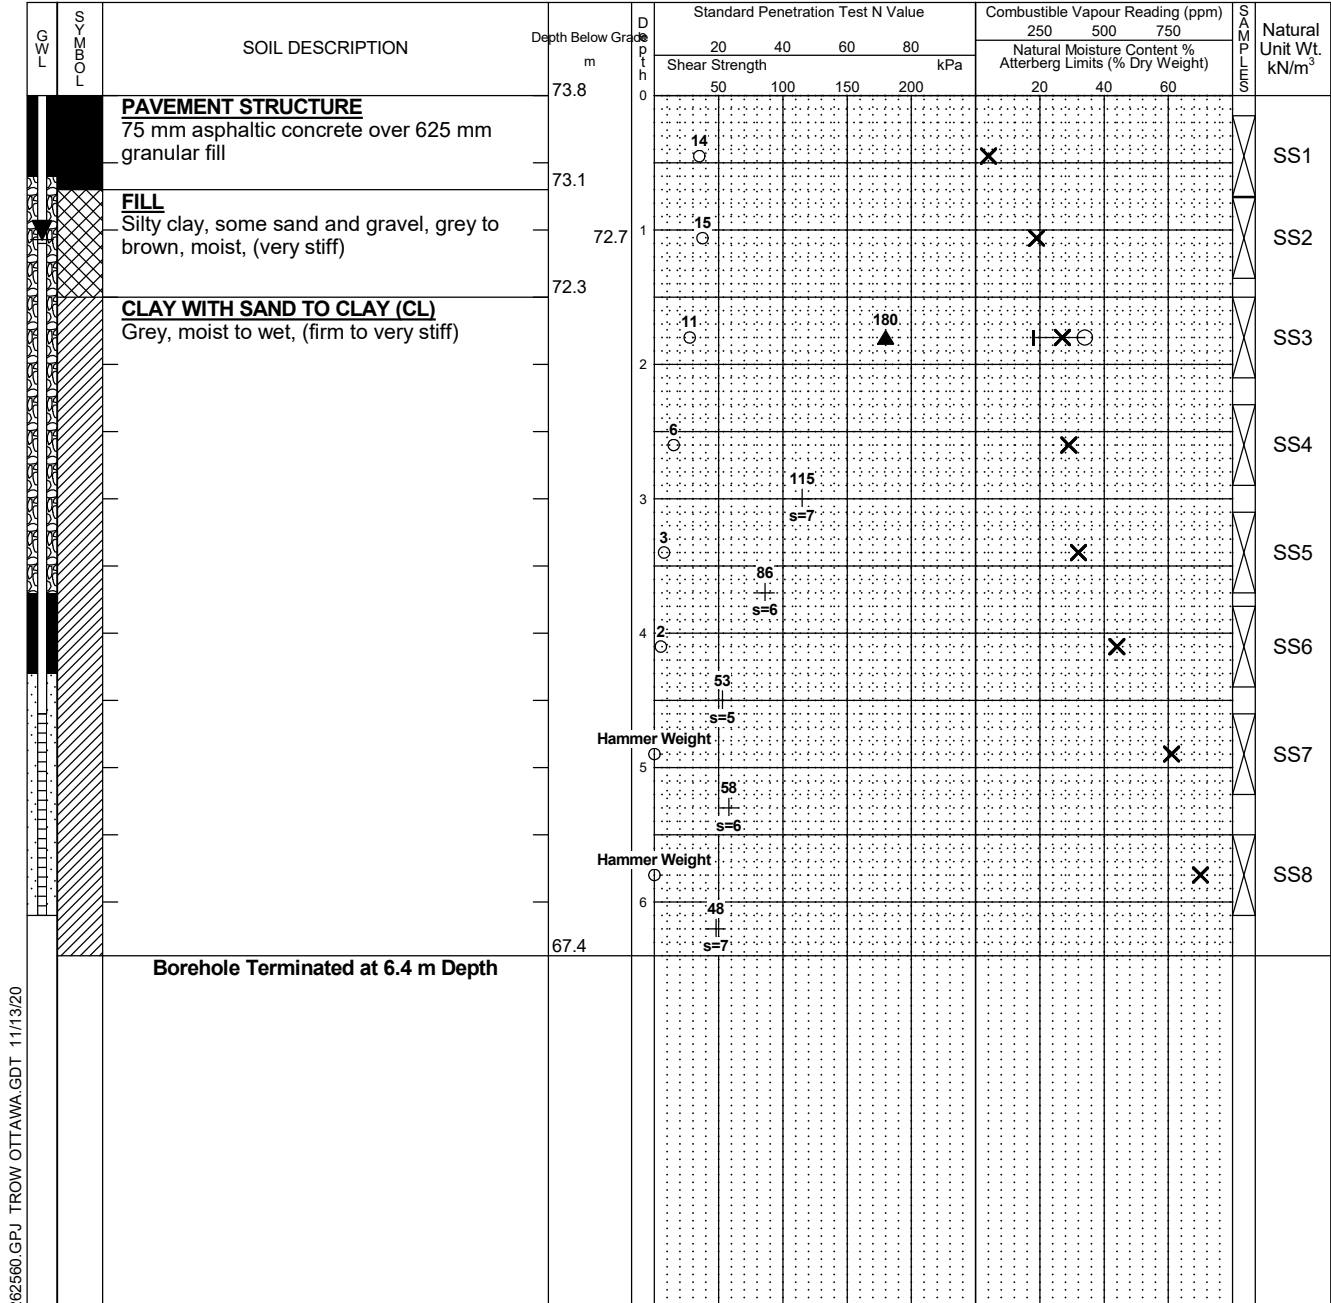 GWL
SYMBOL
SOIL DESCRIPTION
Depth Below Grade
m
Depth
Standard Penetration Test N Value
20 40 60 80
Shear Strength kPa
50 100 150 200
Combustible Vapour Reading (ppm)
250 500 750
Natural Moisture Content %
Atterberg Limits (% Dry Weight)
20 40 60
SAMPLES
Natural
Unit Wt.
kN/m³
73.8
0
PAVEMENT STRUCTURE
75 mm asphaltic concrete over 625 mm
granular fill
14
SS1
73.1
FILL
Silty clay, some sand and gravel, grey to
brown, moist, (very stiff)
72.7
1
15
SS2
72.3
CLAY WITH SAND TO CLAY (CL)
Grey, moist to wet, (firm to very stiff)
11
180
SS3
2
6
SS4
115
3
s=7
3
SS5
86
s=6
4
2
SS6
53
s=5
Hammer Weight
SS7
5
58
s=6
Hammer Weight
SS8
6
48
s=7
67.4
Borehole Terminated at 6.4 m Depth
262560.GPJ TROW OTTAWA.GDT 11/13/20